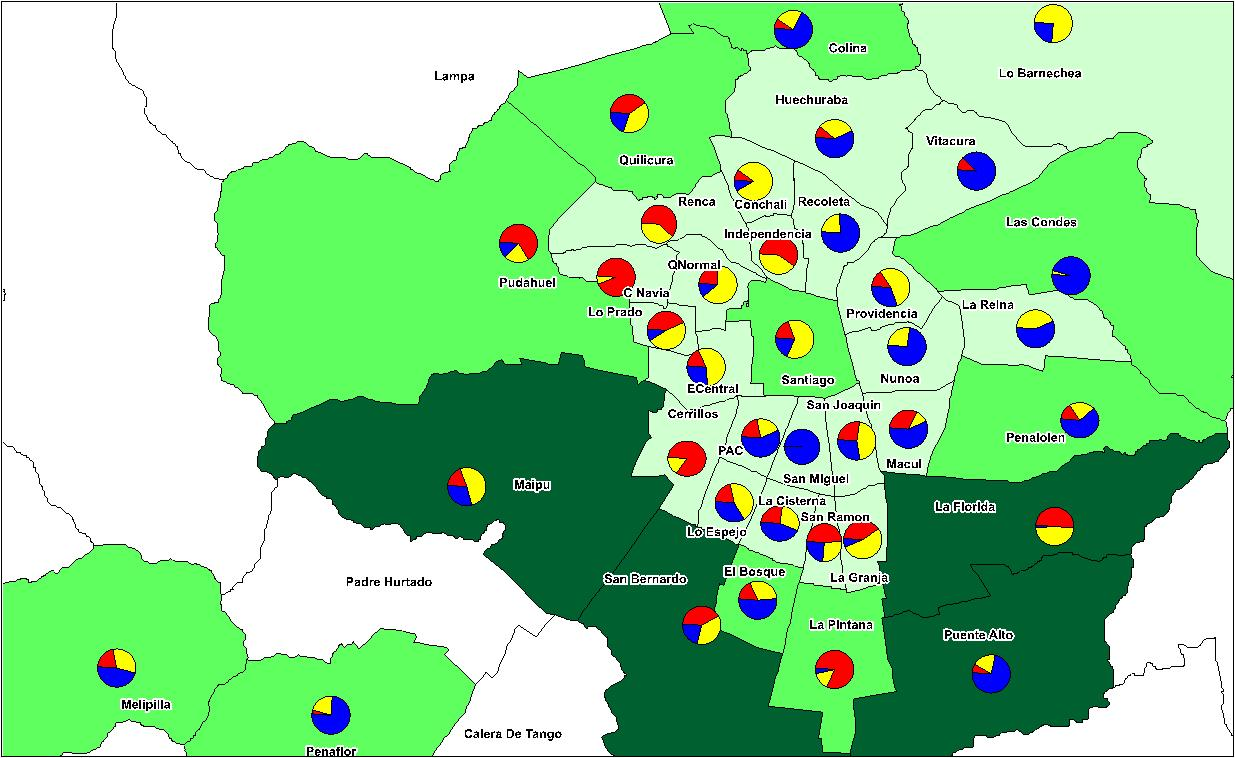 Colina
Lampa
Lo Barnechea
Huechuraba
Vitacura
Quilicura
Renca
Conchali
Recoleta
Las Condes
Independencia
QNormal
Pudahuel
C Navia
Lo Prado
Providencia
La Reina
Santiago
Nunoa
ECentral
San Joaquin
Cerrillos
Penalolen
PAC
Macul
San Miguel
Maipu
La Cisterna
La Florida
San Ramon
Lo Espejo
El Bosque
La Granja
San Bernardo
Padre Hurtado
La PIntana
Puente Alto
Melipilla
Calera De Tango
Penaflor